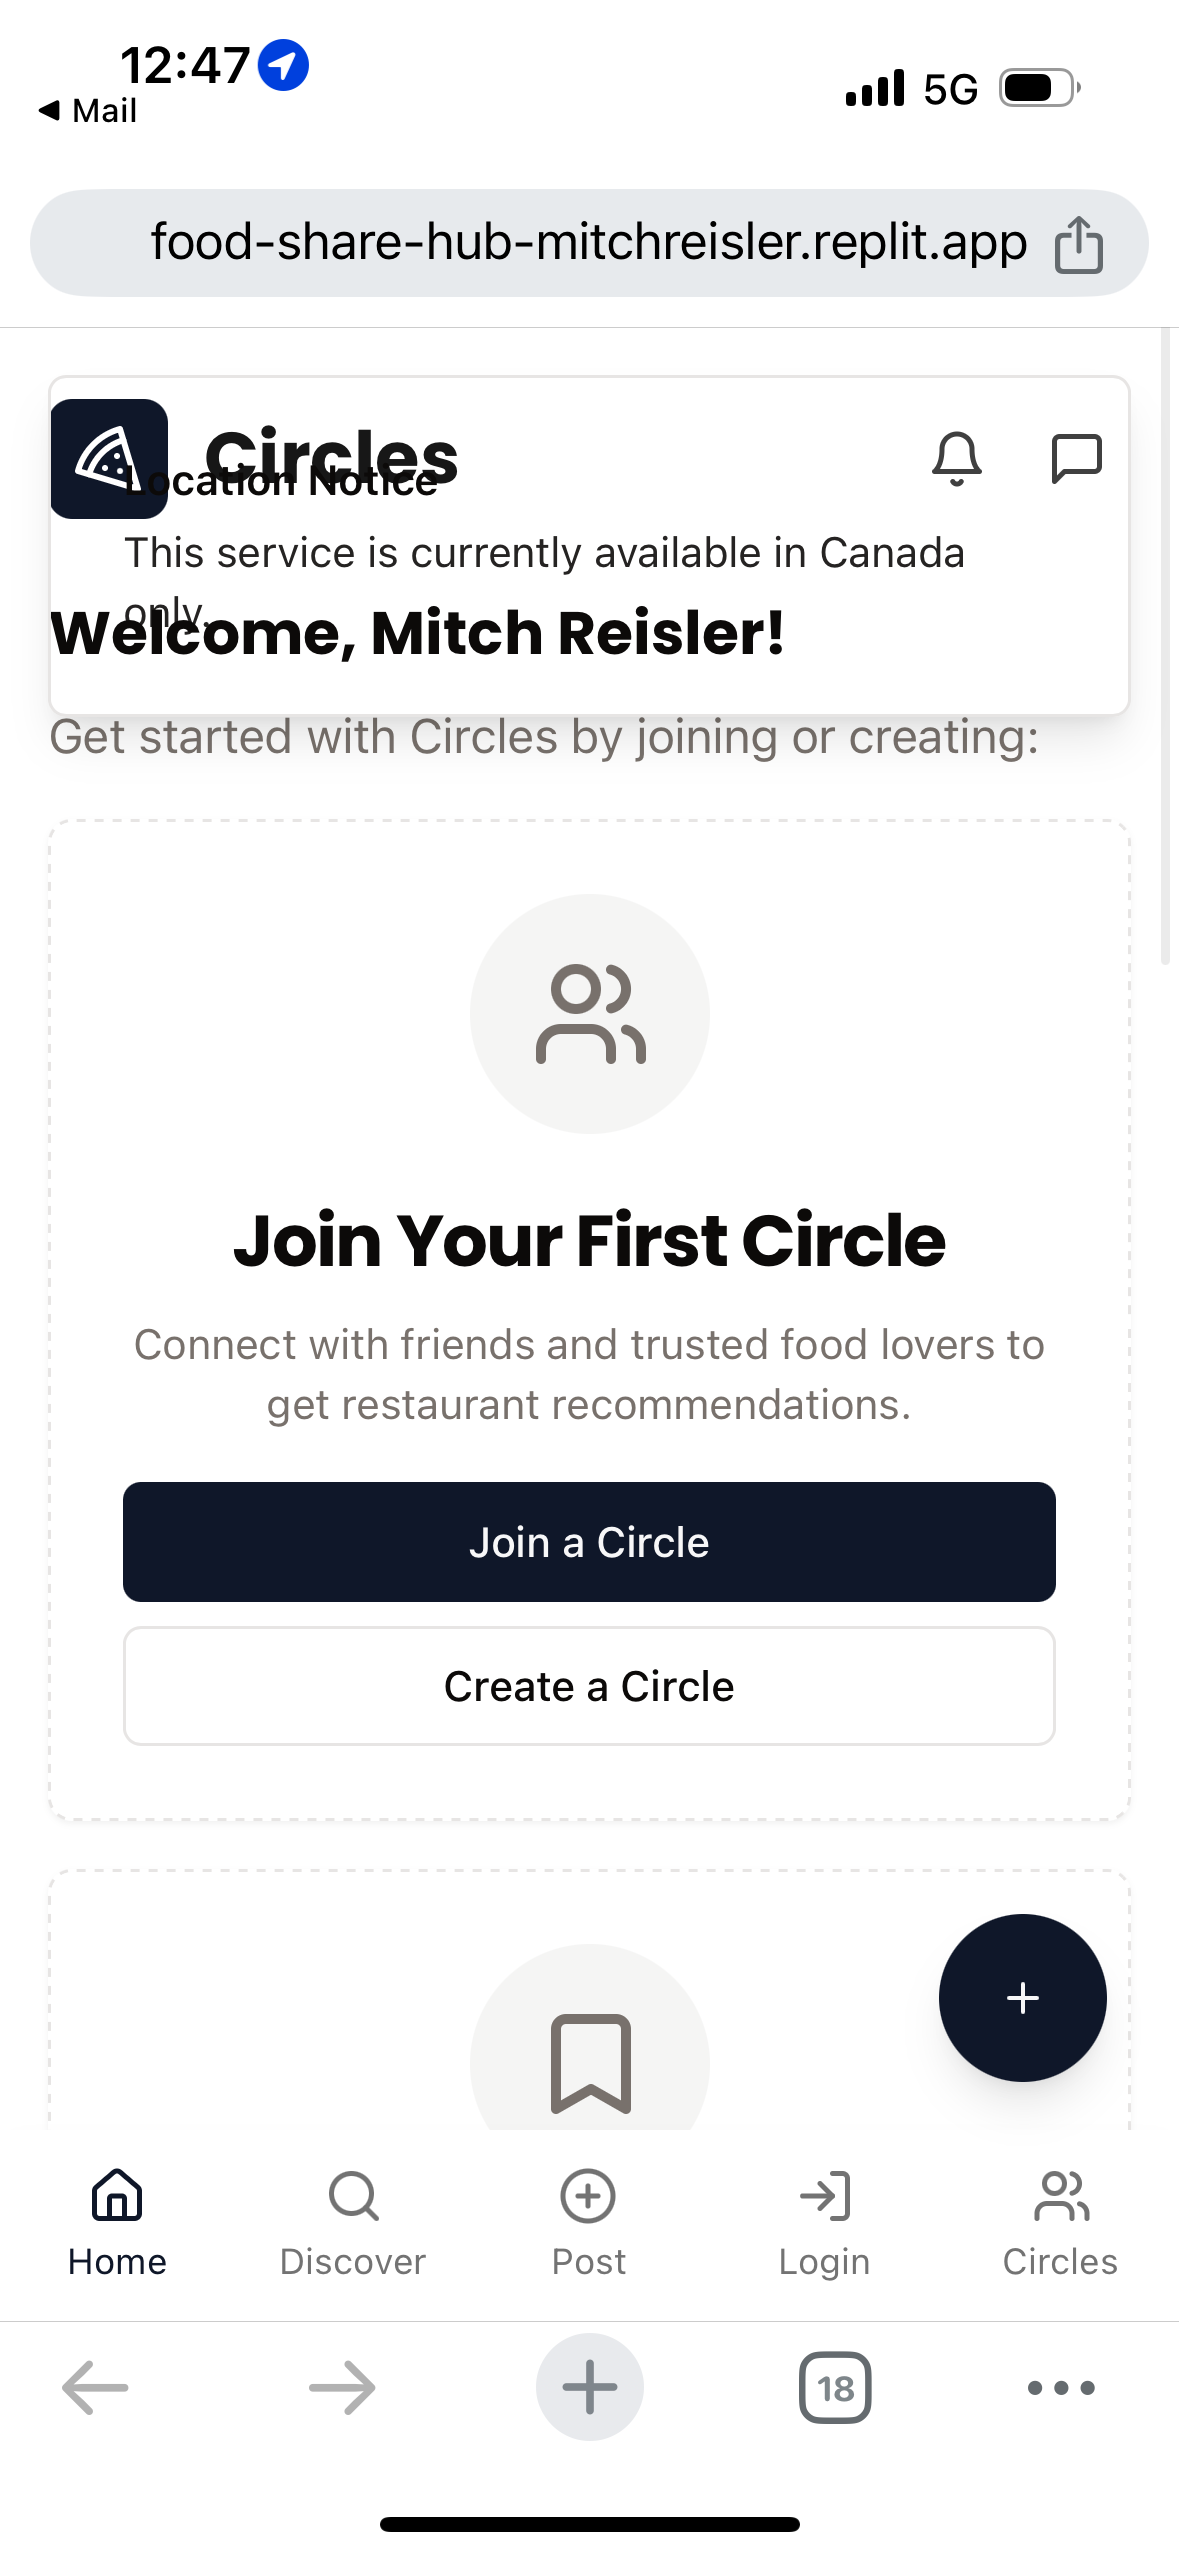 12:47
Mail
5G
food-share-hub-mitchreisler.replit.app
Circles
Location Notice
This service is currently available in Canada
only.
Welcome, Mitch Reisler!
Get started with Circles by joining or creating:
Join Your First Circle
Connect with friends and trusted food lovers to
get restaurant recommendations.
Join a Circle
Create a Circle
Home
Discover
Post
Login
Circles
18